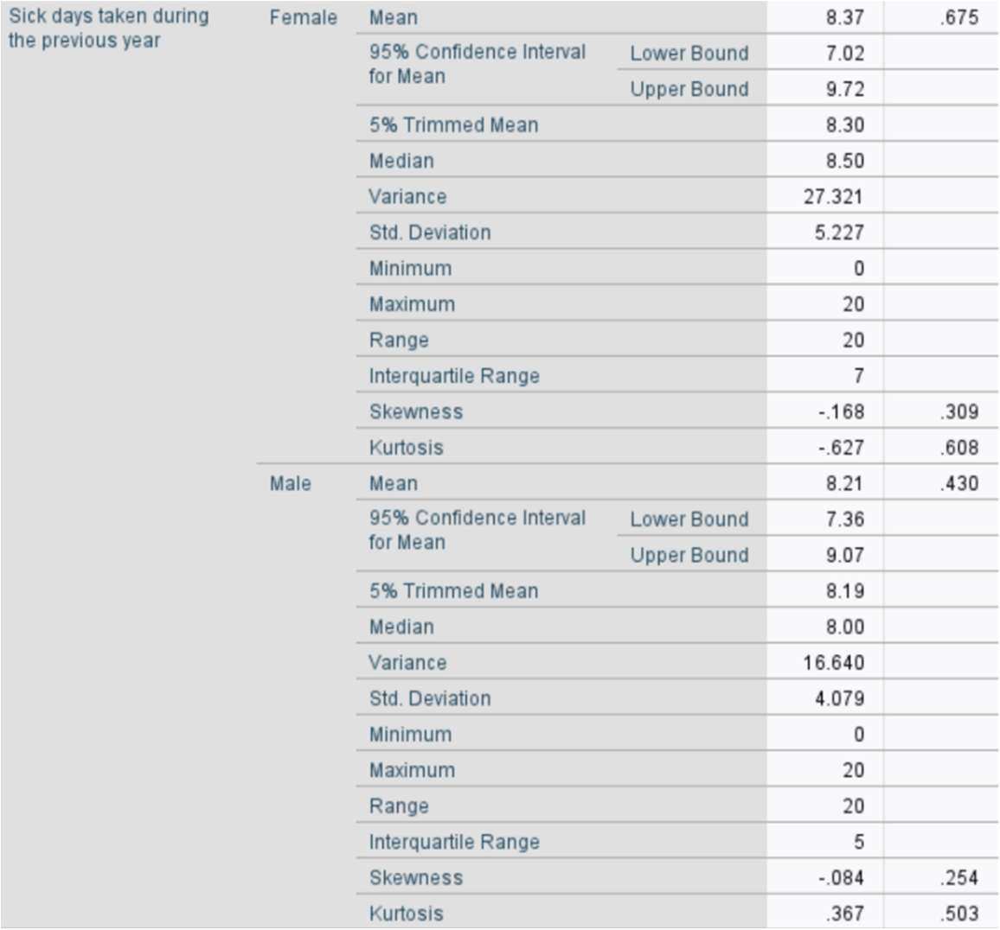 Sick days taken during the previous year Female Mean 8.37 .675
95% Confidence Interval for Mean Lower Bound 7.02
Upper Bound 9.72
5% Trimmed Mean 8.30
Median 8.50
Variance 27.321
Std. Deviation 5.227
Minimum 0
Maximum 20
Range 20
Interquartile Range 7
Skewness -.168 .309
Kurtosis -.627 .608
Male Mean 8.21 .430
95% Confidence Interval for Mean Lower Bound 7.36
Upper Bound 9.07
5% Trimmed Mean 8.19
Median 8.00
Variance 16.640
Std. Deviation 4.079
Minimum 0
Maximum 20
Range 20
Interquartile Range 5
Skewness -.084 .254
Kurtosis .367 .503